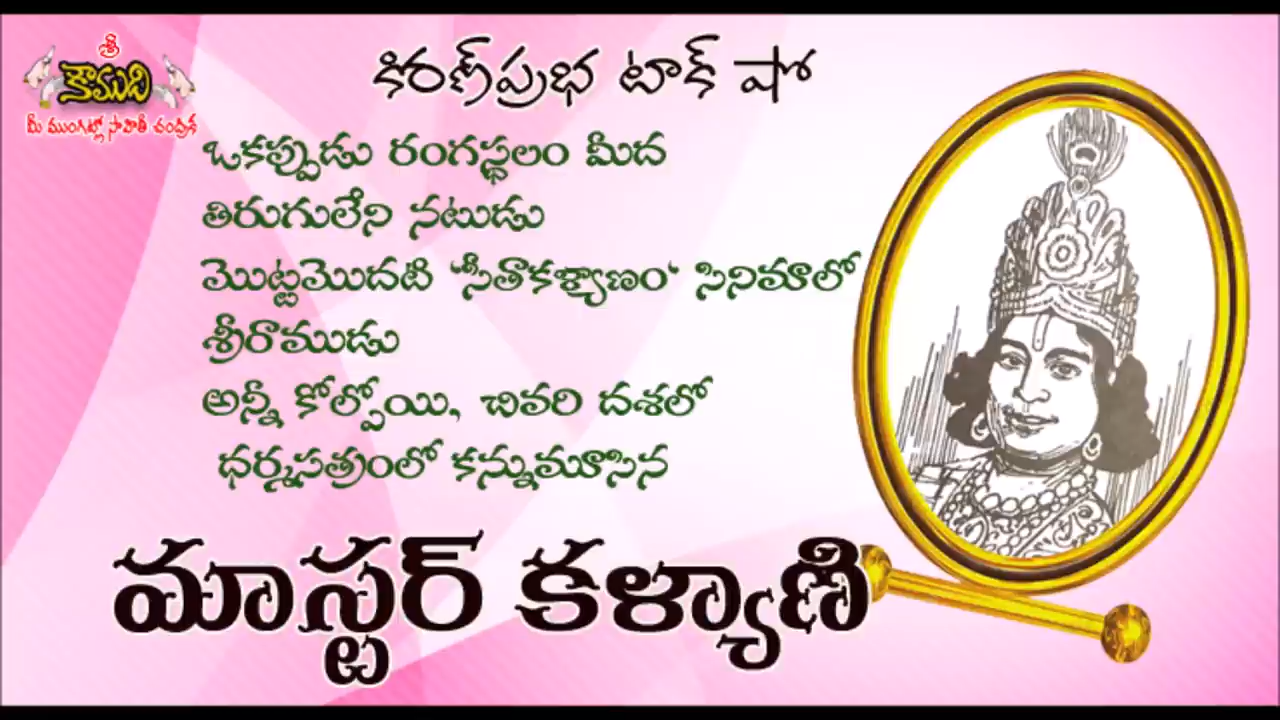 శ్రీ
కౌముది
మీ ముంగిట్లో సాహితీ చంద్రిక
కిరణ్‌ప్రభ టాక్ షో
ఒకప్పుడు రంగస్థలం మీద
తిరుగులేని నటుడు
మొట్టమొదటి 'సీతాకళ్యాణం' సినిమాలో
శ్రీరాముడు
అన్నీ కోల్పోయి, చివరి దశలో
ధర్మసత్రంలో కన్నుమూసిన
మాస్టర్ కళ్యాణి